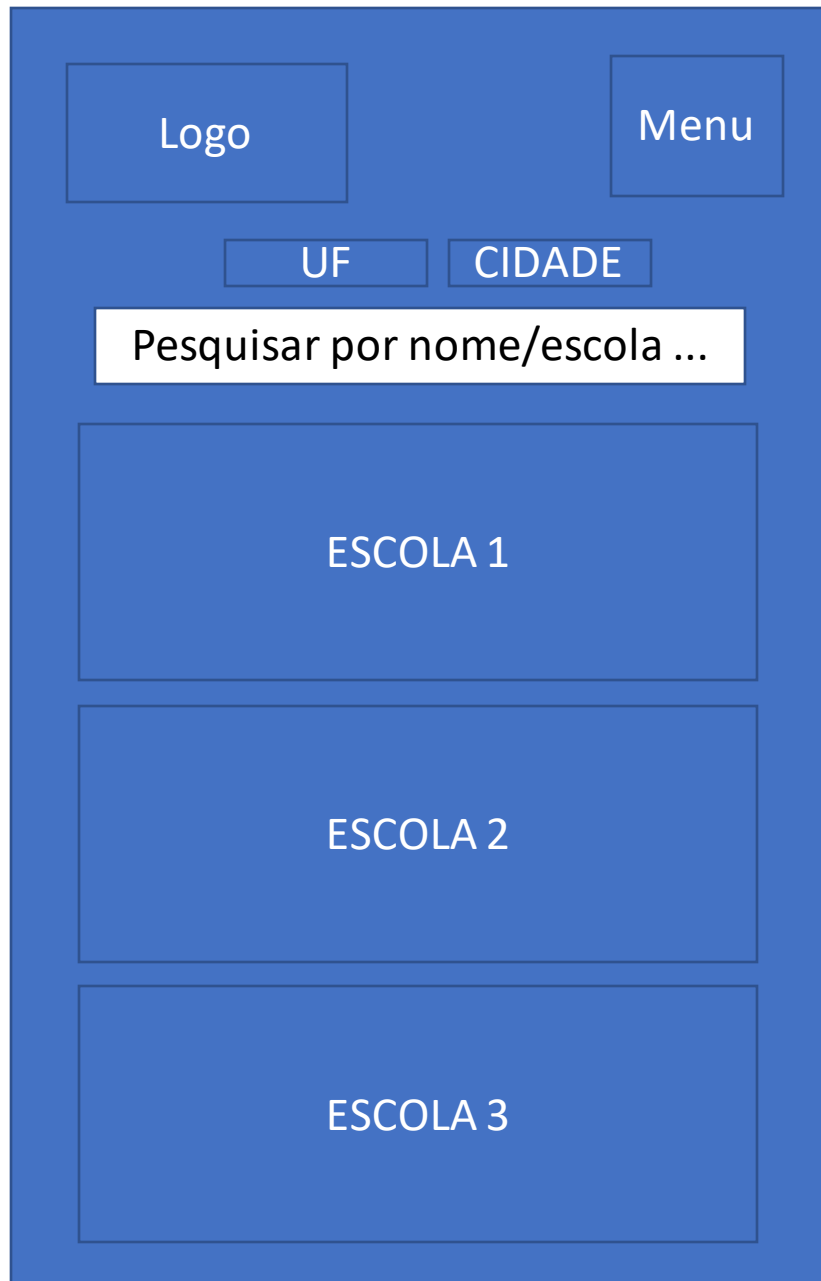 Logo
Menu
UF
CIDADE
Pesquisar por nome/escola ...
ESCOLA 1
ESCOLA 2
ESCOLA 3